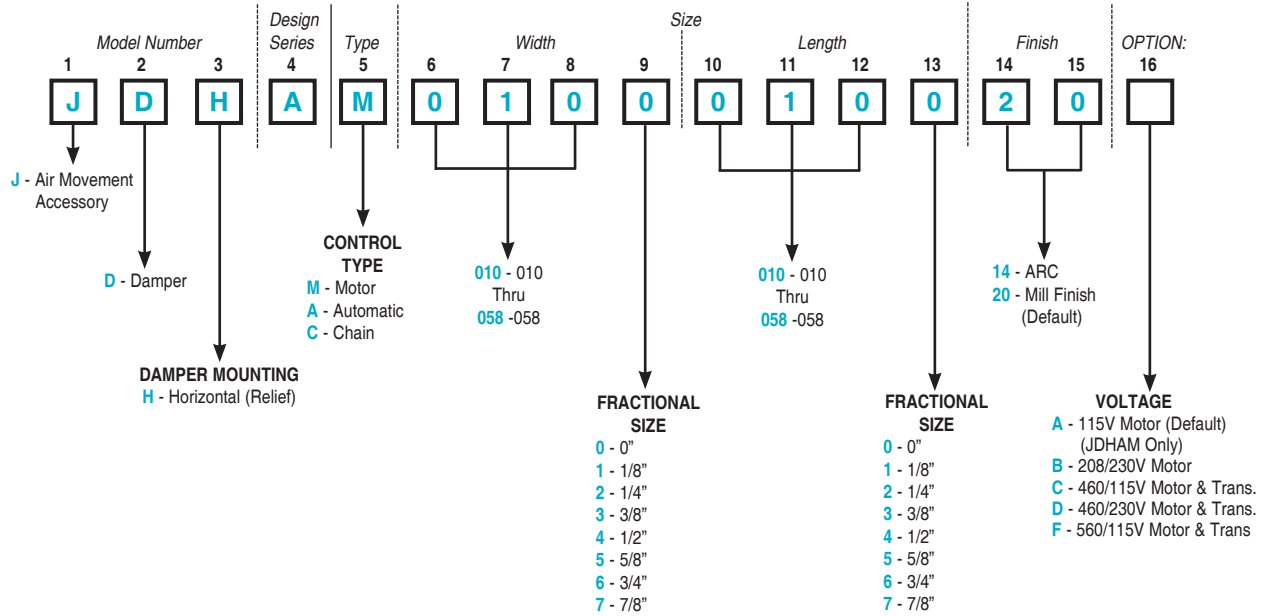 Model Number
Design
Series
Type
Size
Width
Length
Finish
OPTION:
1 2 3 4 5 6 7 8 9 10 11 12 13 14 15 16
J D H A M 0 1 0 0 0 1 0 0 2 0
J - Air Movement
Accessory
D - Damper
DAMPER MOUNTING
H - Horizontal (Relief)
CONTROL
TYPE
M - Motor
A - Automatic
C - Chain
010 - 010
Thru
058 -058
FRACTIONAL
SIZE
0 - 0”
1 - 1/8”
2 - 1/4”
3 - 3/8”
4 - 1/2”
5 - 5/8”
6 - 3/4”
7 - 7/8”
010 - 010
Thru
058 -058
FRACTIONAL
SIZE
0 - 0”
1 - 1/8”
2 - 1/4”
3 - 3/8”
4 - 1/2”
5 - 5/8”
6 - 3/4”
7 - 7/8”
14 - ARC
20 - Mill Finish
(Default)
VOLTAGE
A - 115V Motor (Default)
(JDHAM Only)
B - 208/230V Motor
C - 460/115V Motor & Trans.
D - 460/230V Motor & Trans.
F - 560/115V Motor & Trans